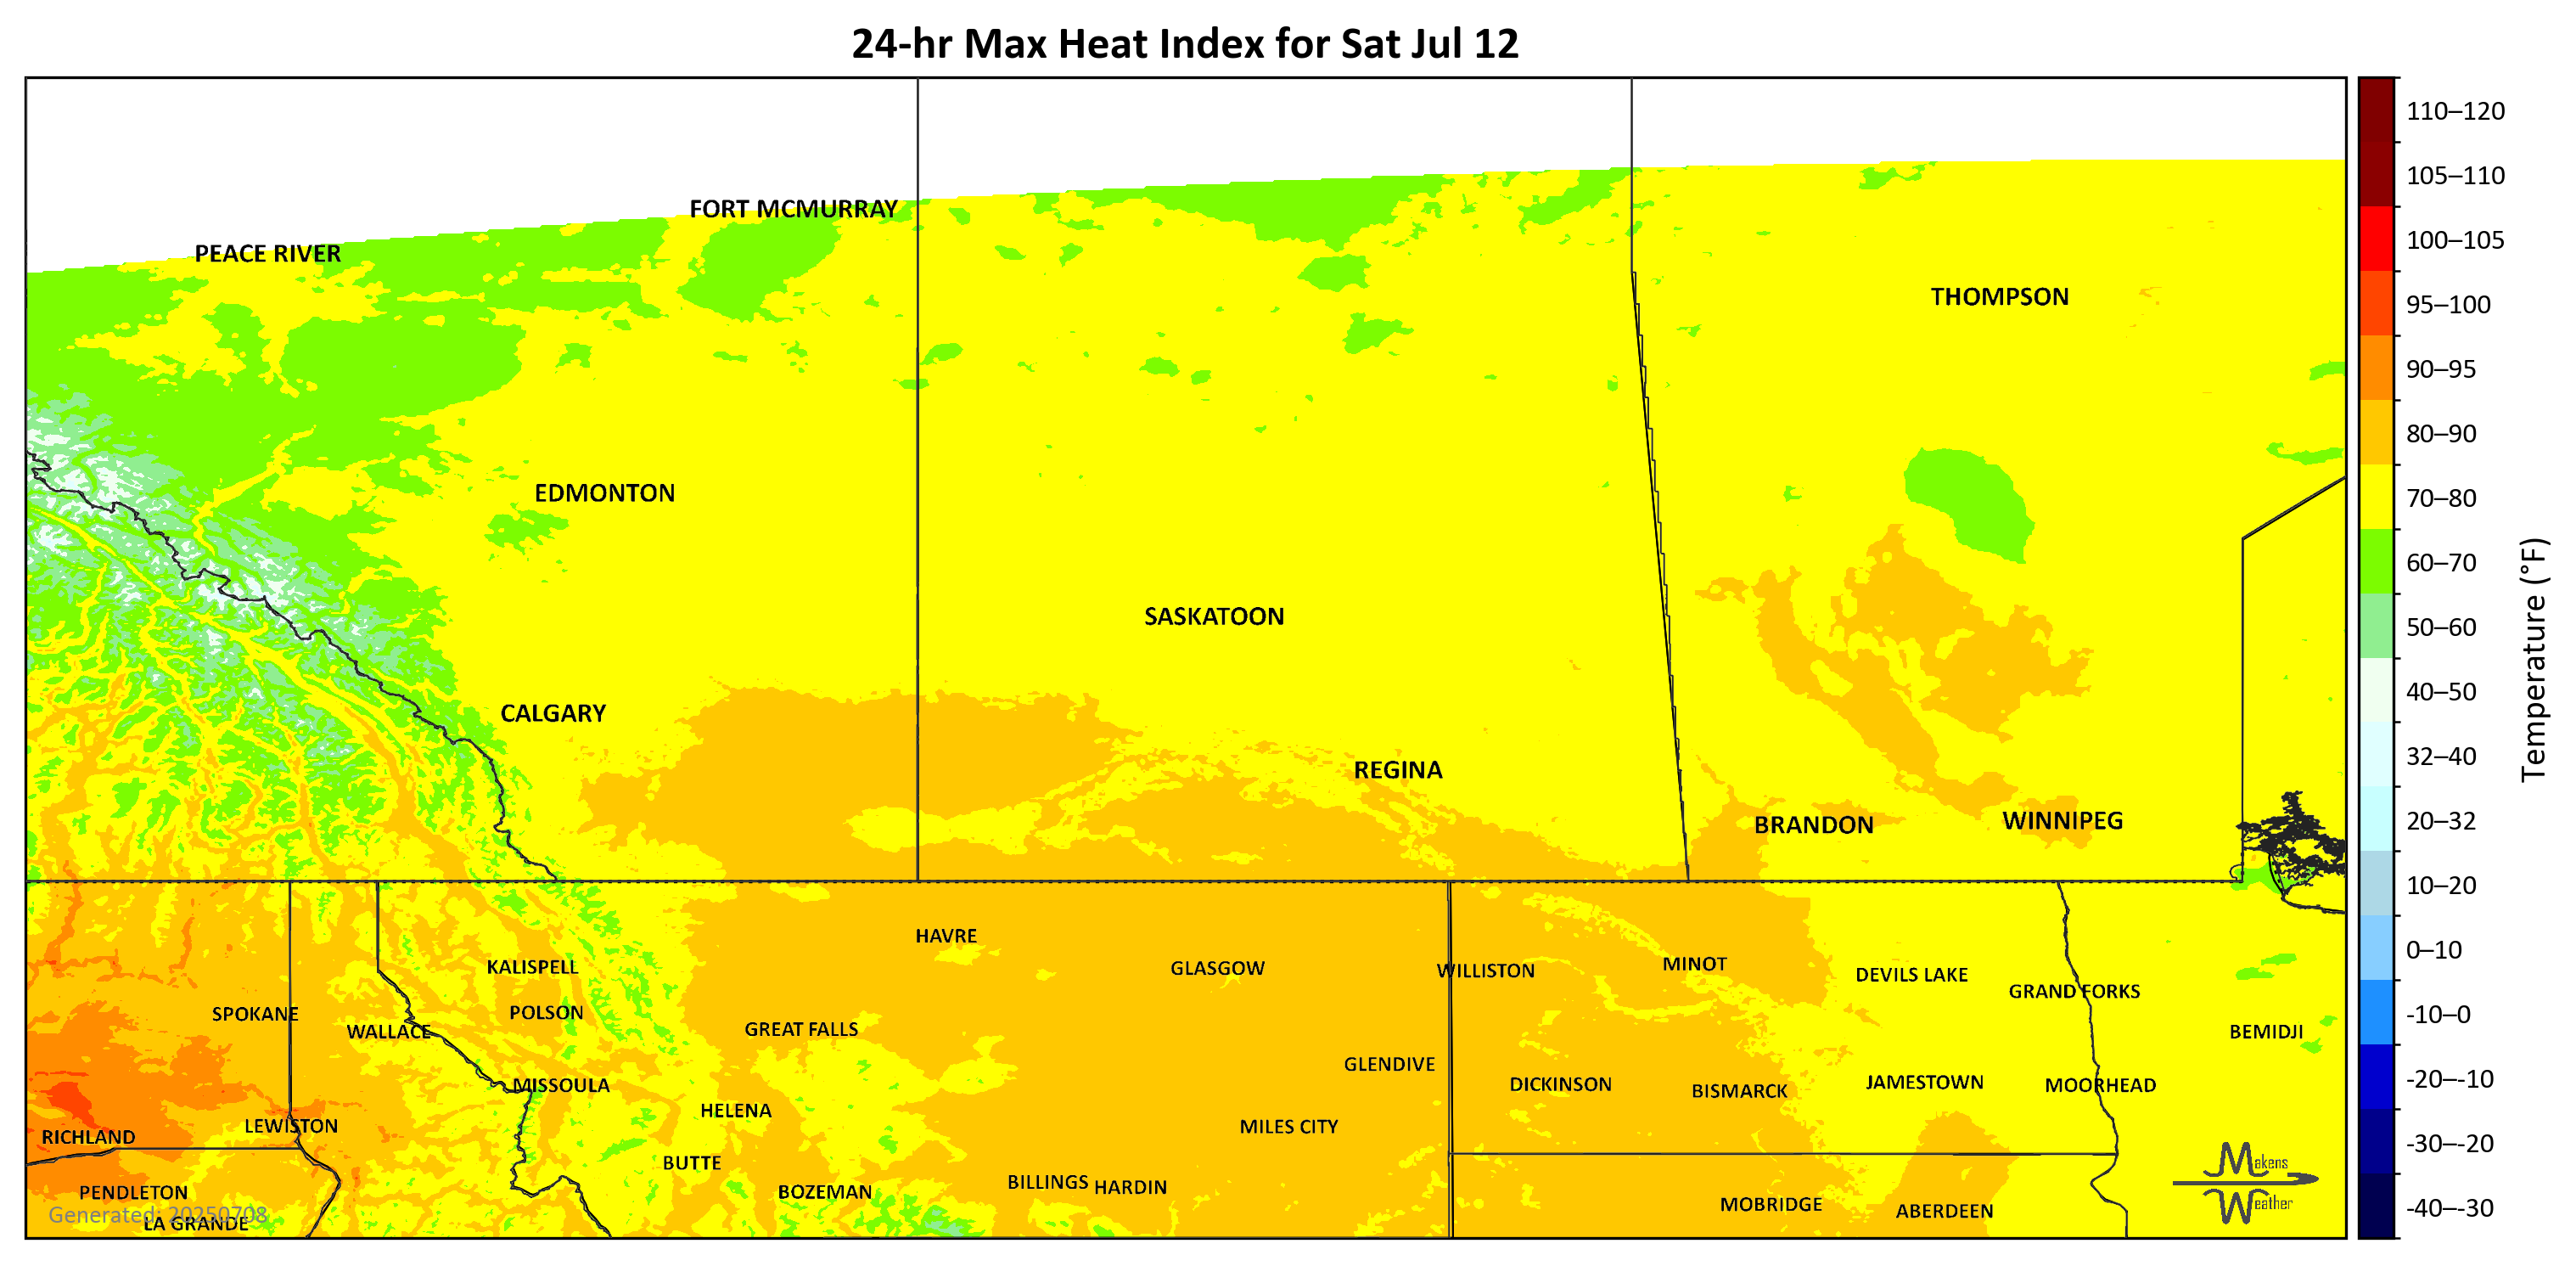 24-hr Max Heat Index for Sat Jul 12
FORT MCMURRAY
PEACE RIVER
THOMPSON
EDMONTON
SASKATOON
CALGARY
REGINA
BRANDON
WINNIPEG
HAVRE
KALISPELL
GLASGOW
WILLISTON
MINOT
DEVILS LAKE
GRAND FORKS
SPOKANE
POLSON
WALLACE
GREAT FALLS
BEMIDJI
GLENDIVE
MISSOULA
DICKINSON
BISMARCK
JAMESTOWN
MOORHEAD
HELENA
LEWISTON
MILES CITY
RICHLAND
BUTTE
PENDLETON
BOZEMAN
BILLINGS
HARDIN
MOBRIDGE
ABERDEEN
Generated: 20250708
LA GRANDE
Makens
Weather
110–120
105–110
100–105
95–100
90–95
80–90
70–80
60–70
50–60
40–50
32–40
20–32
10–20
0–10
-10–0
-20–-10
-30–-20
-40–-30
Temperature (°F)